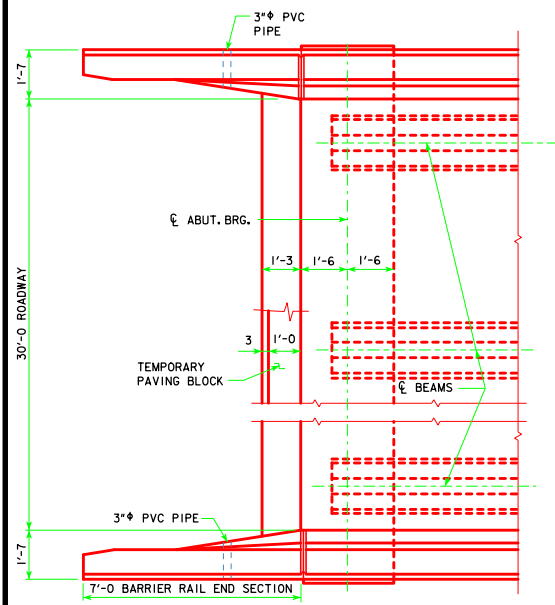 3"ϕ PVC
PIPE
1'-7
℄ ABUT. BRG.
1'-3
1'-6
1'-6
30'-0 ROADWAY
3
1'-0
TEMPORARY
PAVING BLOCK
℄ BEAMS
3"ϕ PVC PIPE
1'-7
7'-0 BARRIER RAIL END SECTION